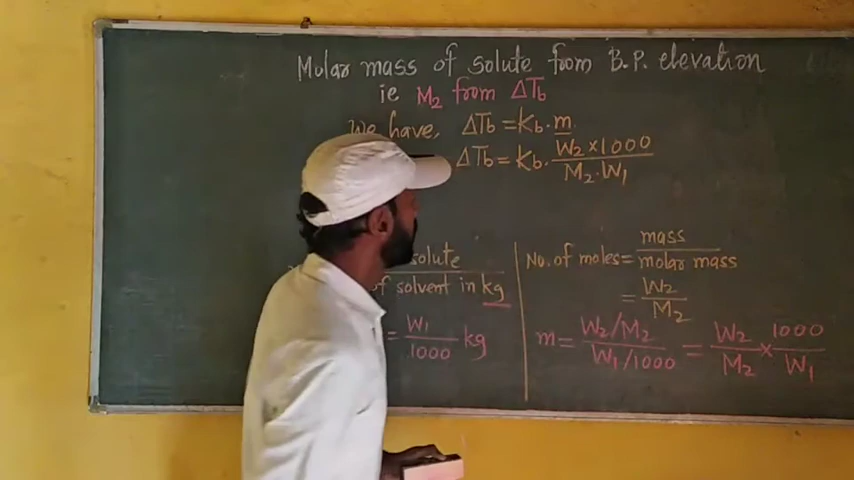 Molar mass of solute from B.P. elevation
ie M₂ from ΔTb
We have, ΔTb = Kb · m
ΔTb = Kb · W₂ × 1000 / M₂ · W₁
solute
of solvent in kg
= W₁ / 1000 kg
No. of moles = mass / molar mass
= W₂ / M₂
m = W₂/M₂ / W₁/1000 = W₂ / M₂ × 1000 / W₁